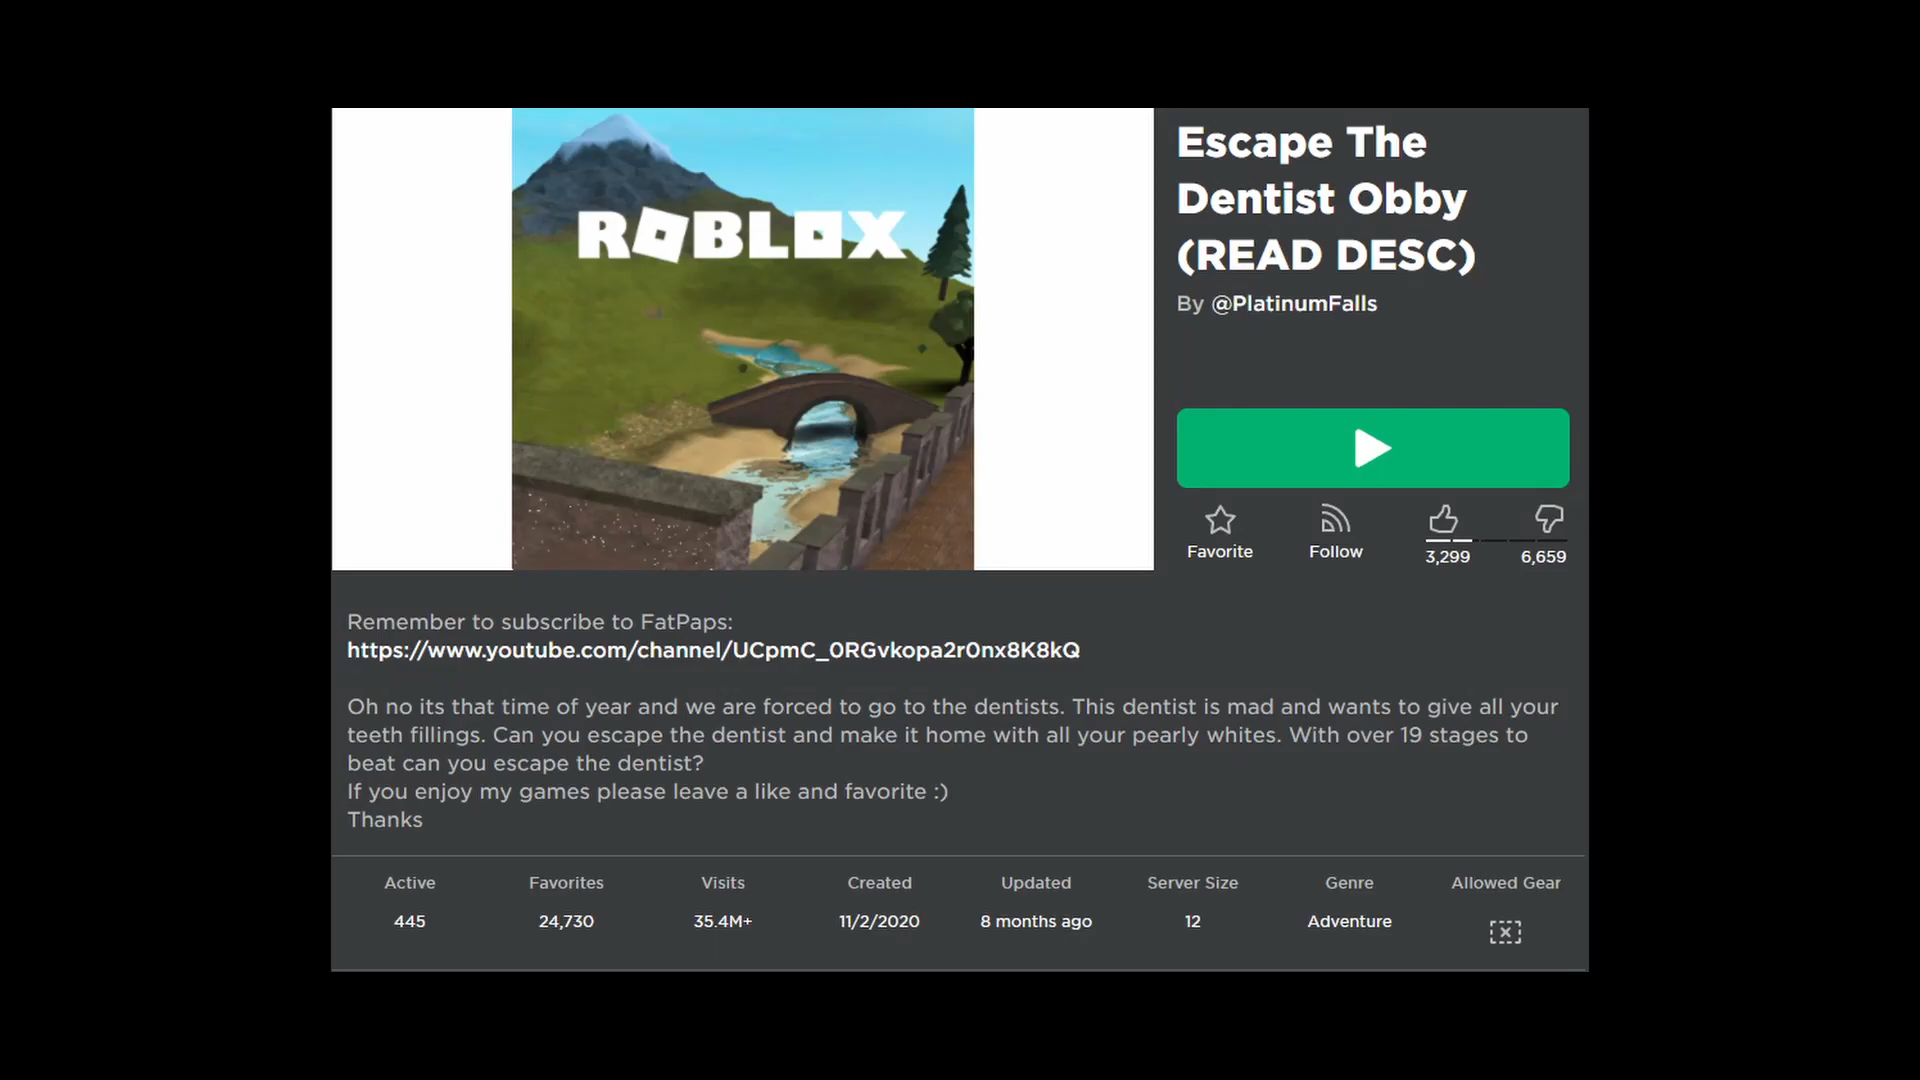 ROBLOX
Escape The
Dentist Obby
(READ DESC)
By @PlatinumFalls
Favorite
Follow
3,299
6,659
Remember to subscribe to FatPaps:
https://www.youtube.com/channel/UCpmC_0RGvkopa2r0nx8K8kQ
Oh no its that time of year and we are forced to go to the dentists. This dentist is mad and wants to give all your
teeth fillings. Can you escape the dentist and make it home with all your pearly whites. With over 19 stages to
beat can you escape the dentist?
If you enjoy my games please leave a like and favorite :)
Thanks
Active Favorites Visits Created Updated Server Size Genre Allowed Gear
445 24,730 35.4M+ 11/2/2020 8 months ago 12 Adventure